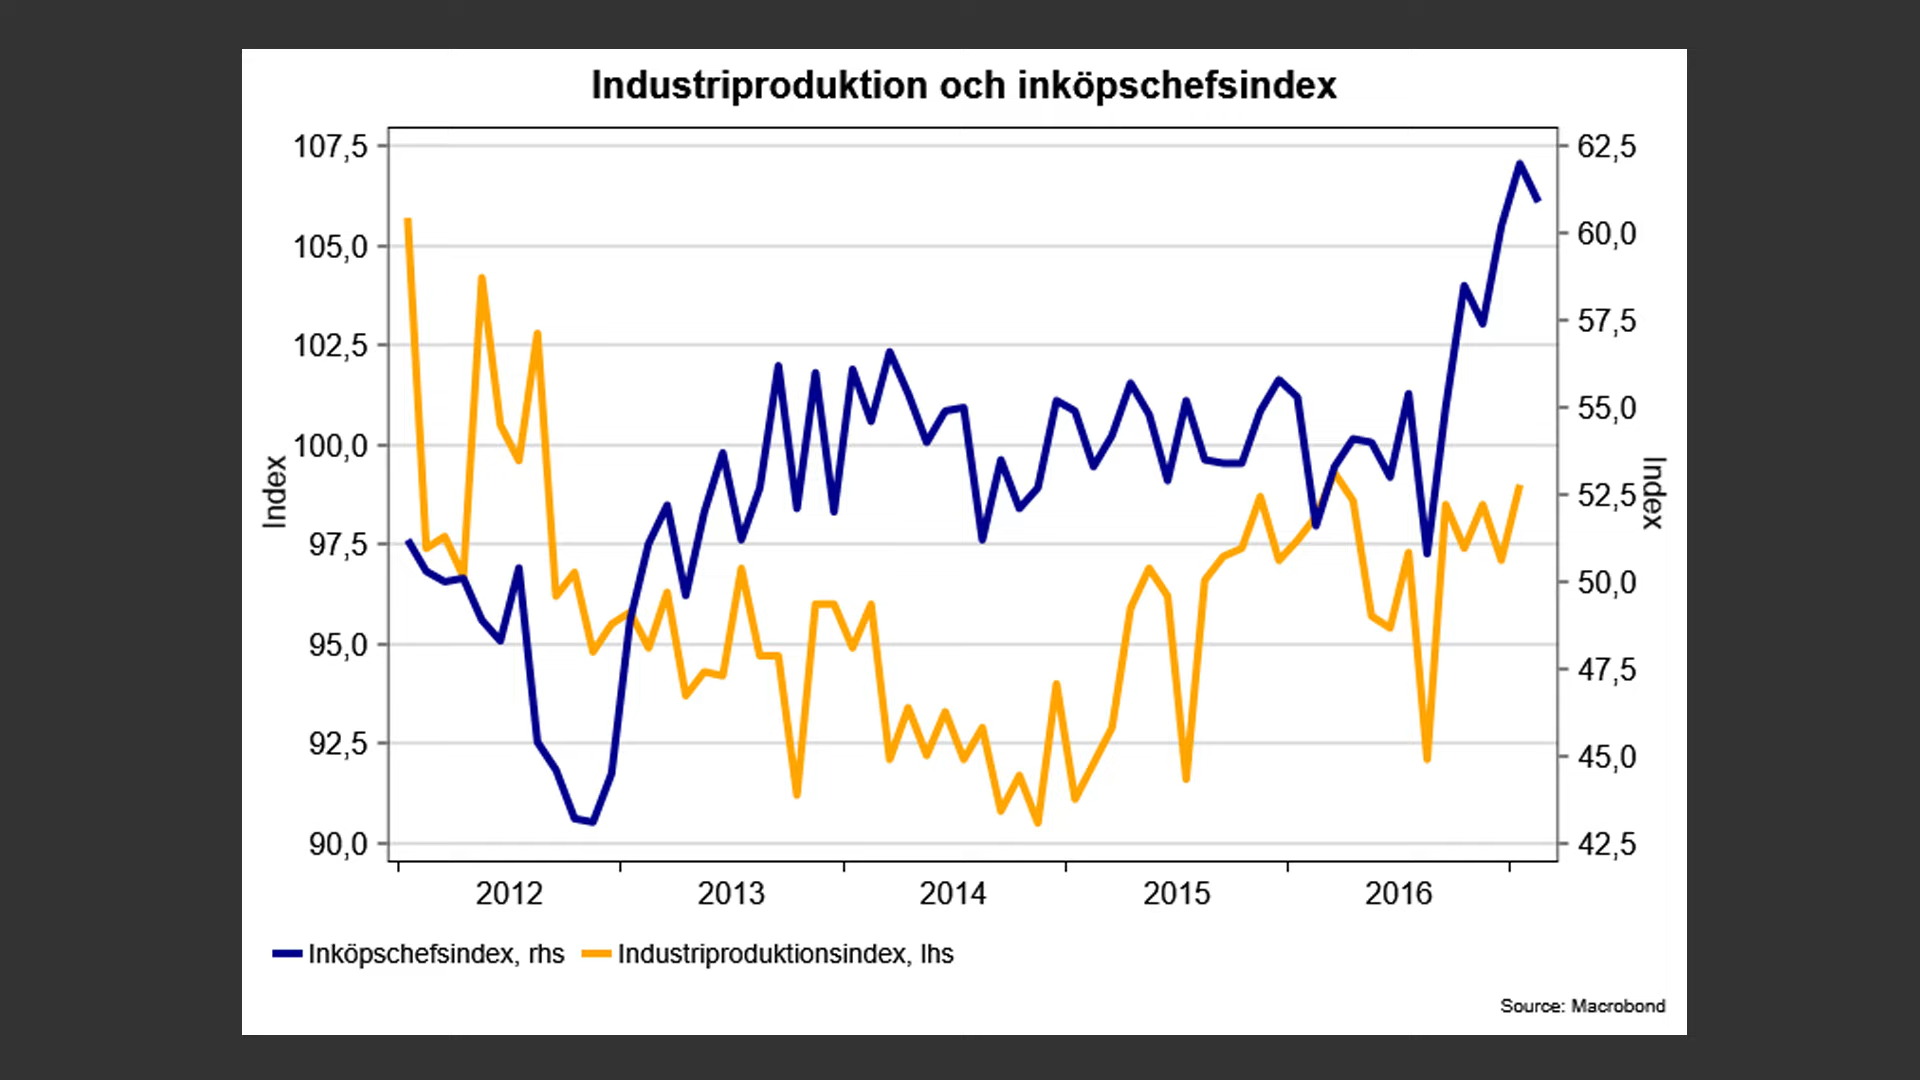 Industriproduktion och inköpschefsindex
107,5
105,0
102,5
100,0
97,5
95,0
92,5
90,0
Index
62,5
60,0
57,5
55,0
52,5
50,0
47,5
45,0
42,5
Index
2012 2013 2014 2015 2016
Inköpschefsindex, rhs Industriproduktionsindex, lhs
Source: Macrobond